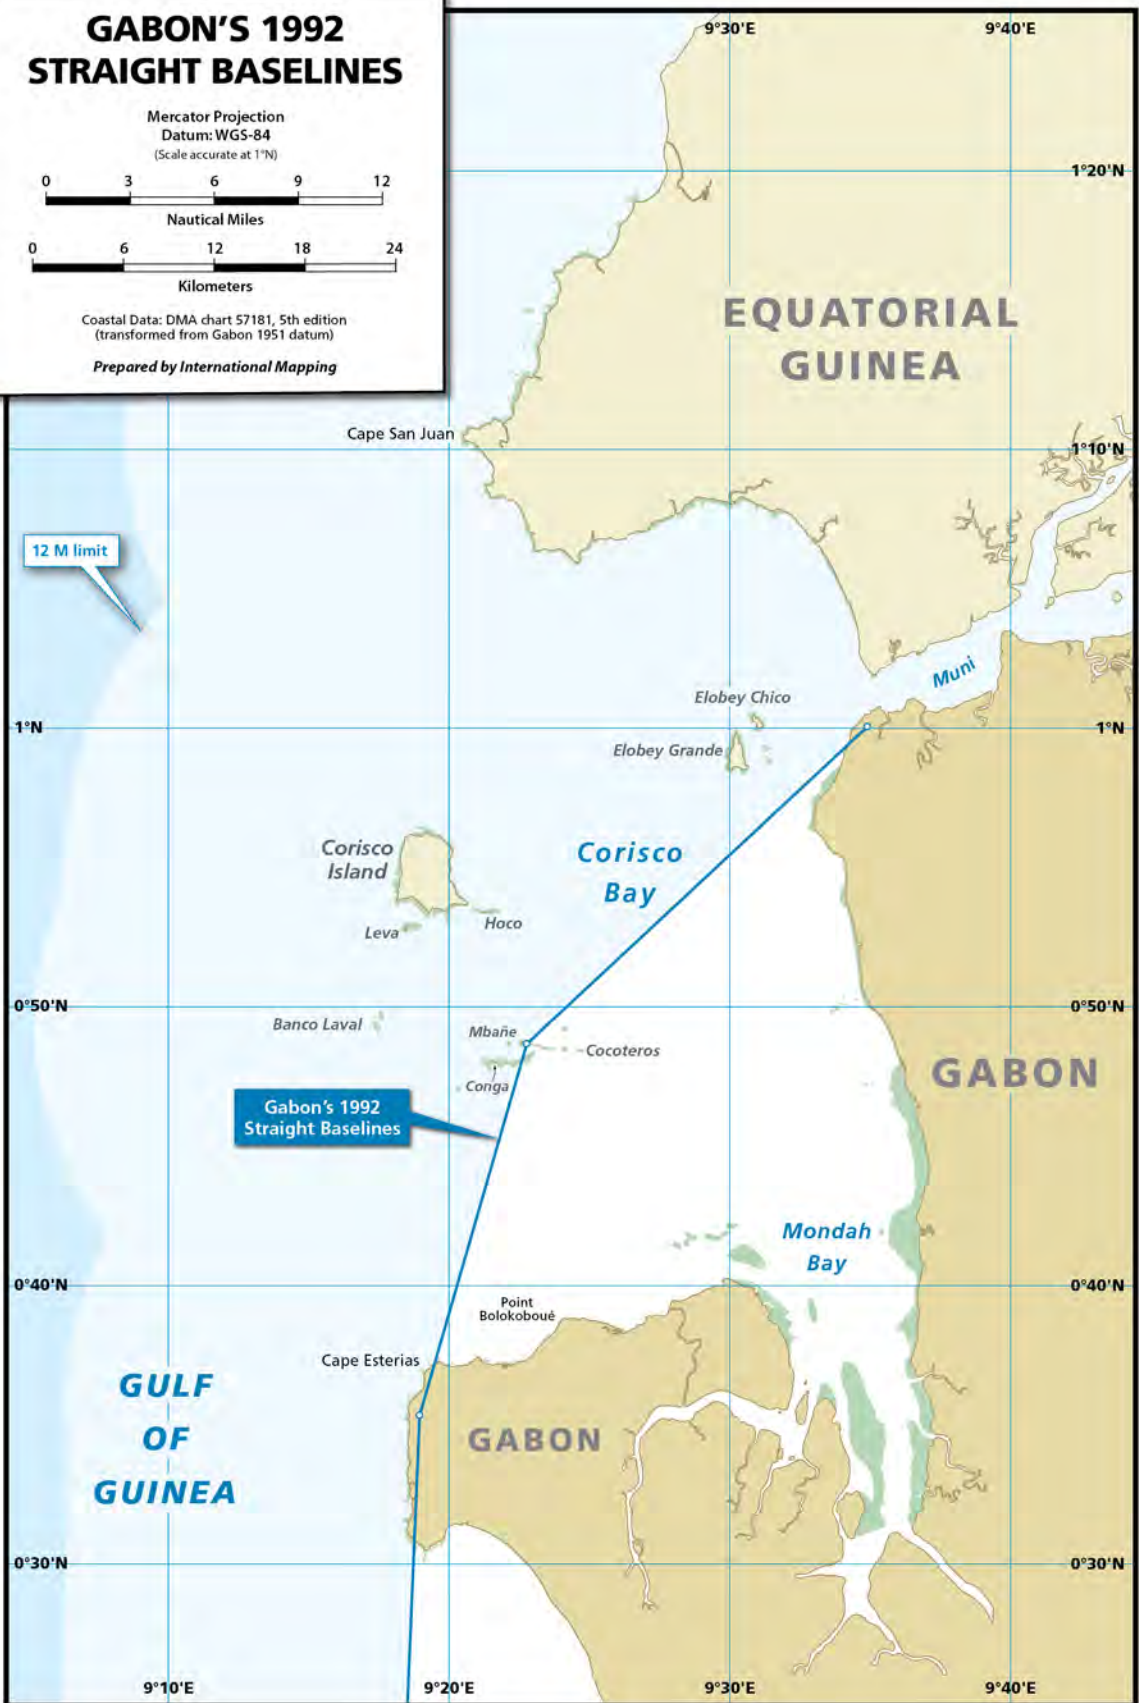 GABON'S 1992
STRAIGHT BASELINES
Mercator Projection
Datum: WGS-84
(Scale accurate at 1°N)
0 3 6 9 12
Nautical Miles
0 6 12 18 24
Kilometers
Coastal Data: DMA chart 57181, 5th edition
(transformed from Gabon 1951 datum)
Prepared by International Mapping
9°30'E 9°40'E
1°20'N
EQUATORIAL
GUINEA
Cape San Juan
1°10'N
12 M limit
Muni
Elobey Chico
1°N 1°N
Elobey Grande
Corisco
Island
Corisco
Bay
Hoco
Leva
0°50'N 0°50'N
Banco Laval
Mbañe
Cocoteros
Conga
GABON
Gabon's 1992
Straight Baselines
Mondah
Bay
0°40'N 0°40'N
Point
Bolokoboué
Cape Esterias
GULF
OF
GUINEA
GABON
0°30'N 0°30'N
9°10'E 9°20'E 9°30'E 9°40'E